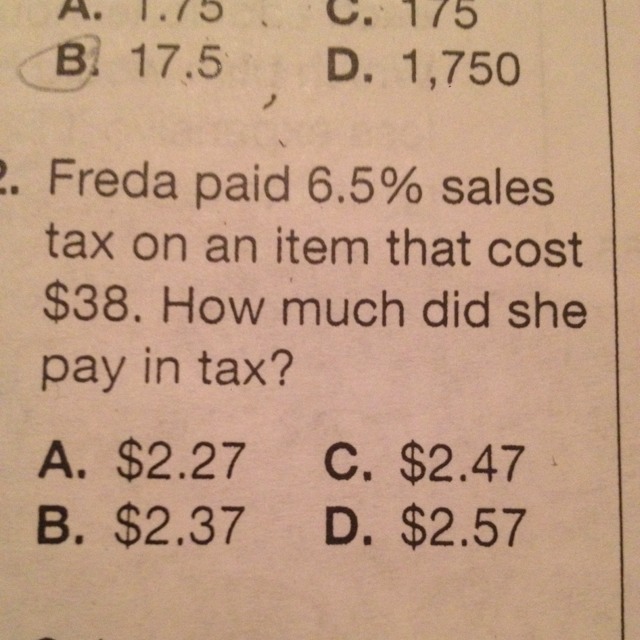 A. 1.75 C. 175
B. 17.5 D. 1,750
2. Freda paid 6.5% sales
tax on an item that cost
$38. How much did she
pay in tax?
A. $2.27 C. $2.47
B. $2.37 D. $2.57